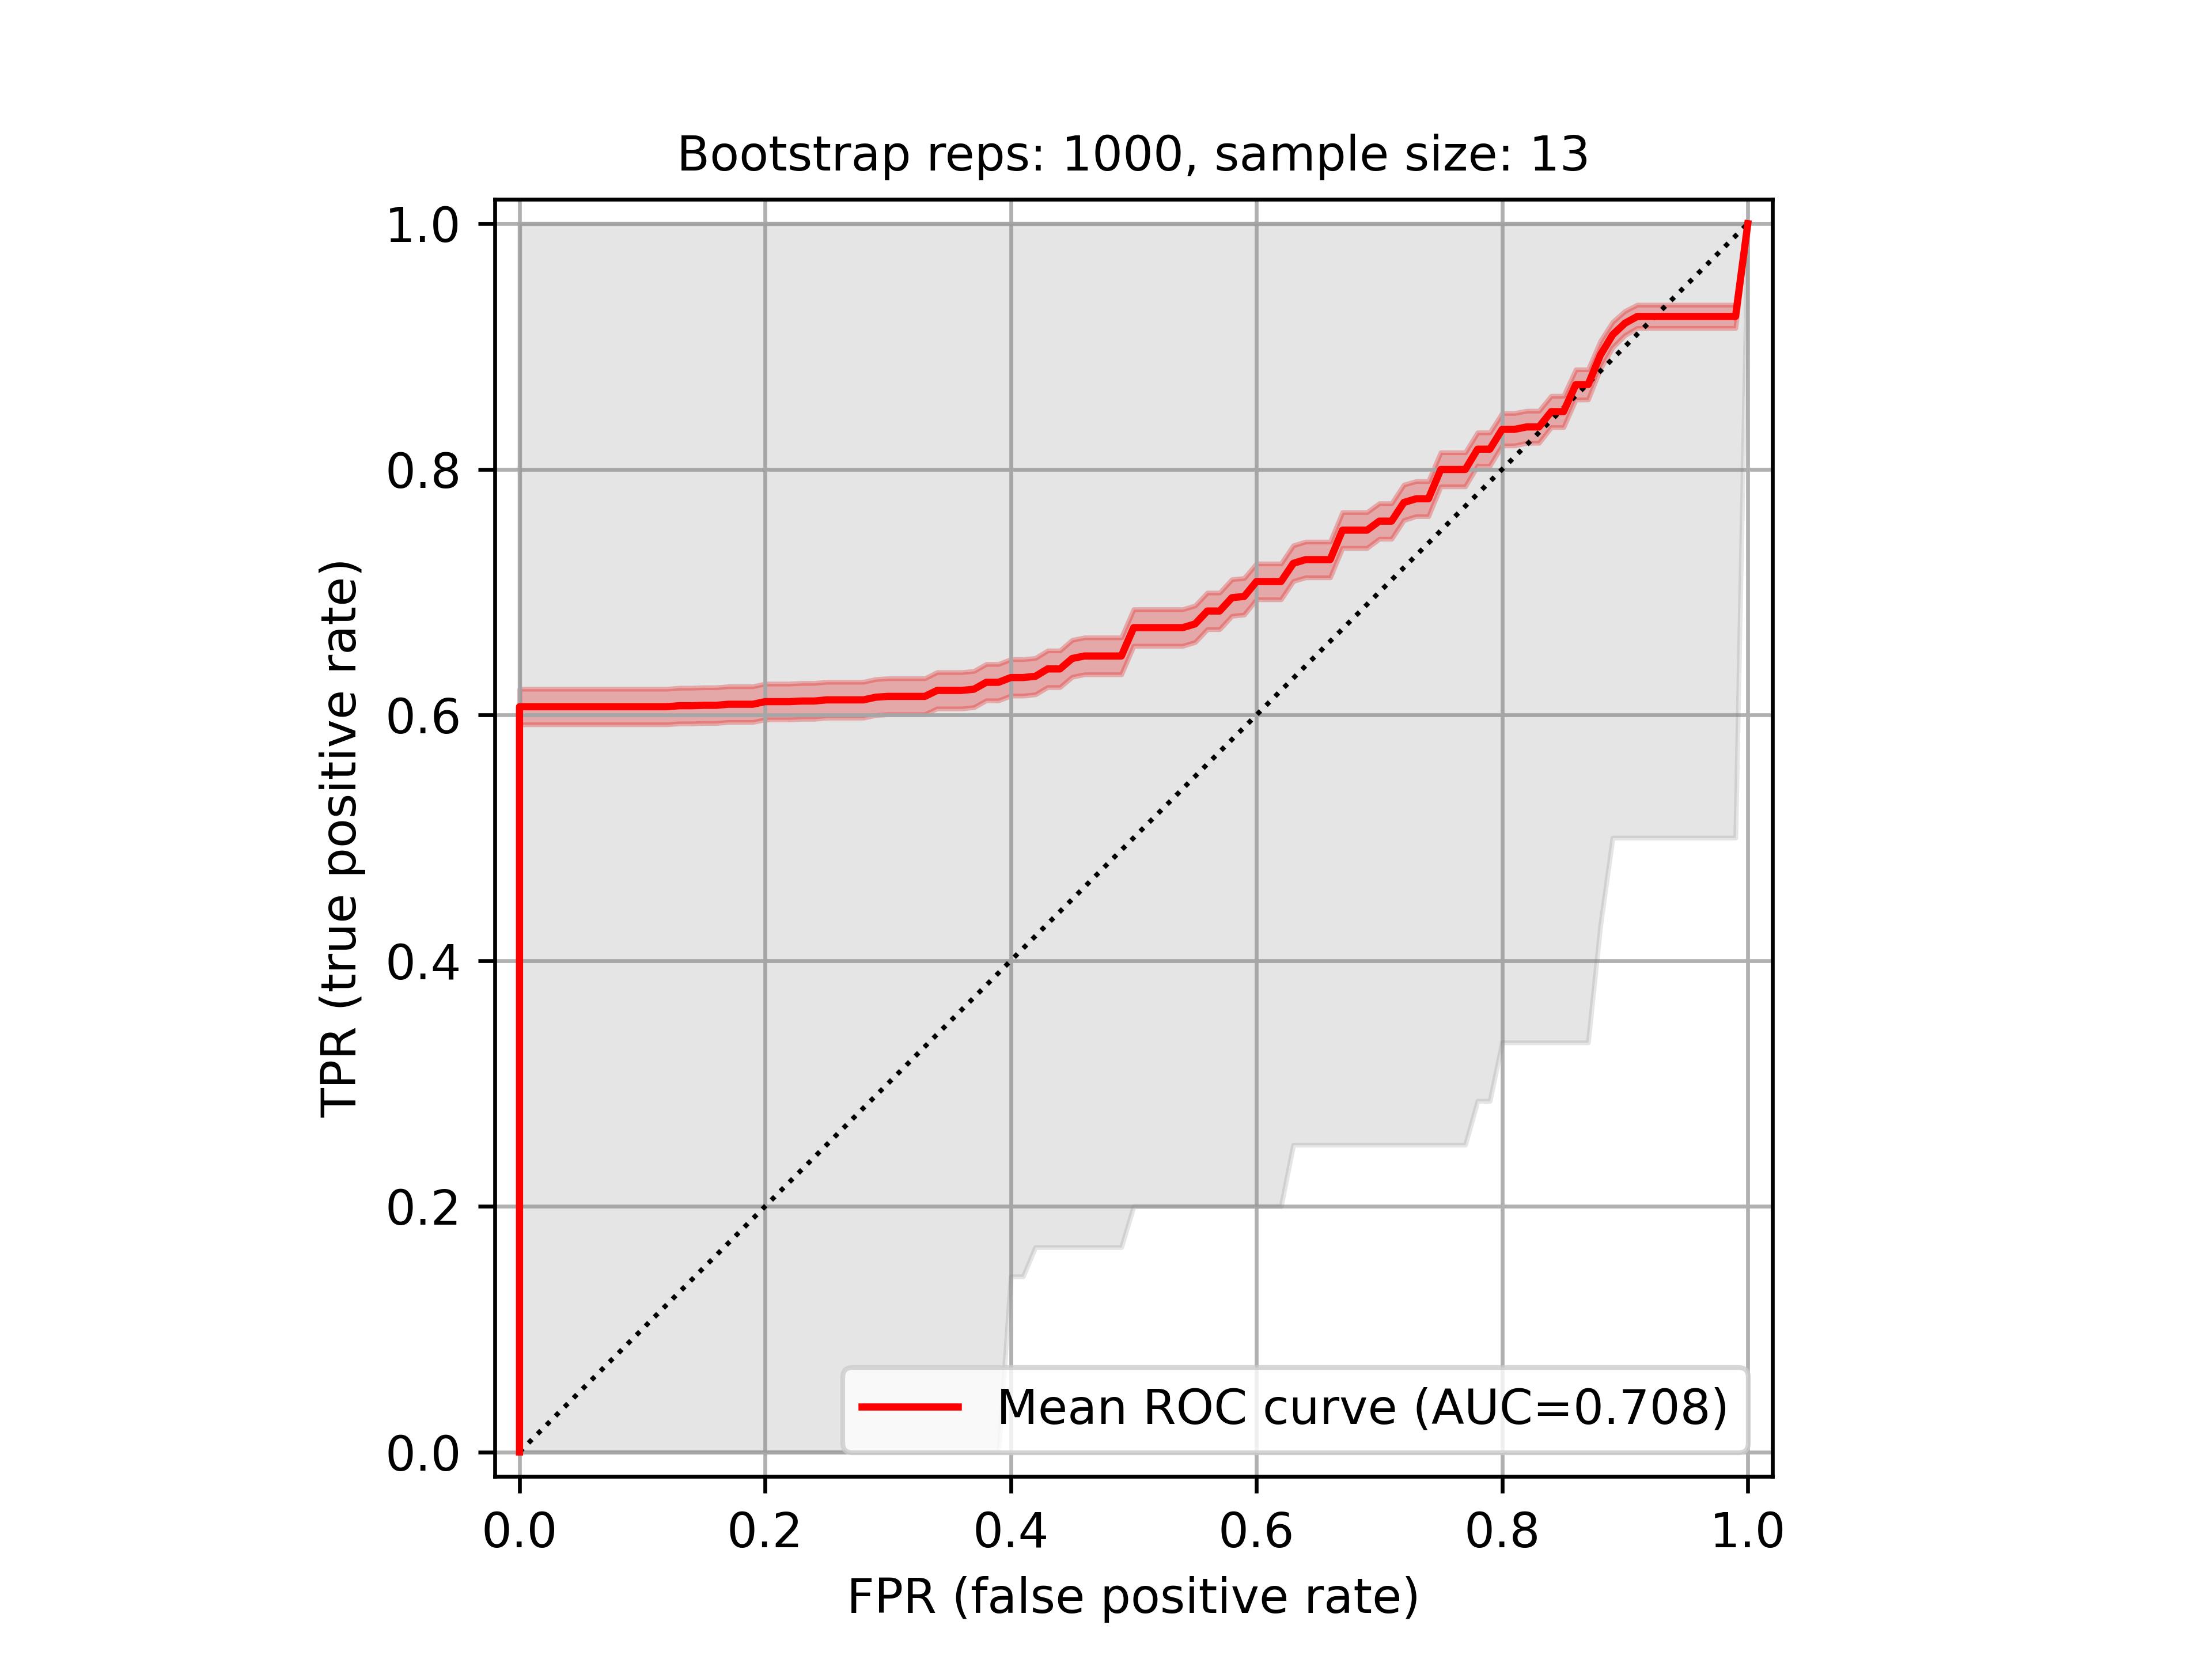 Bootstrap reps: 1000, sample size: 13
TPR (true positive rate)
1.0
0.8
0.6
0.4
0.2
0.0
Mean ROC curve (AUC=0.708)
0.0 0.2 0.4 0.6 0.8 1.0
FPR (false positive rate)